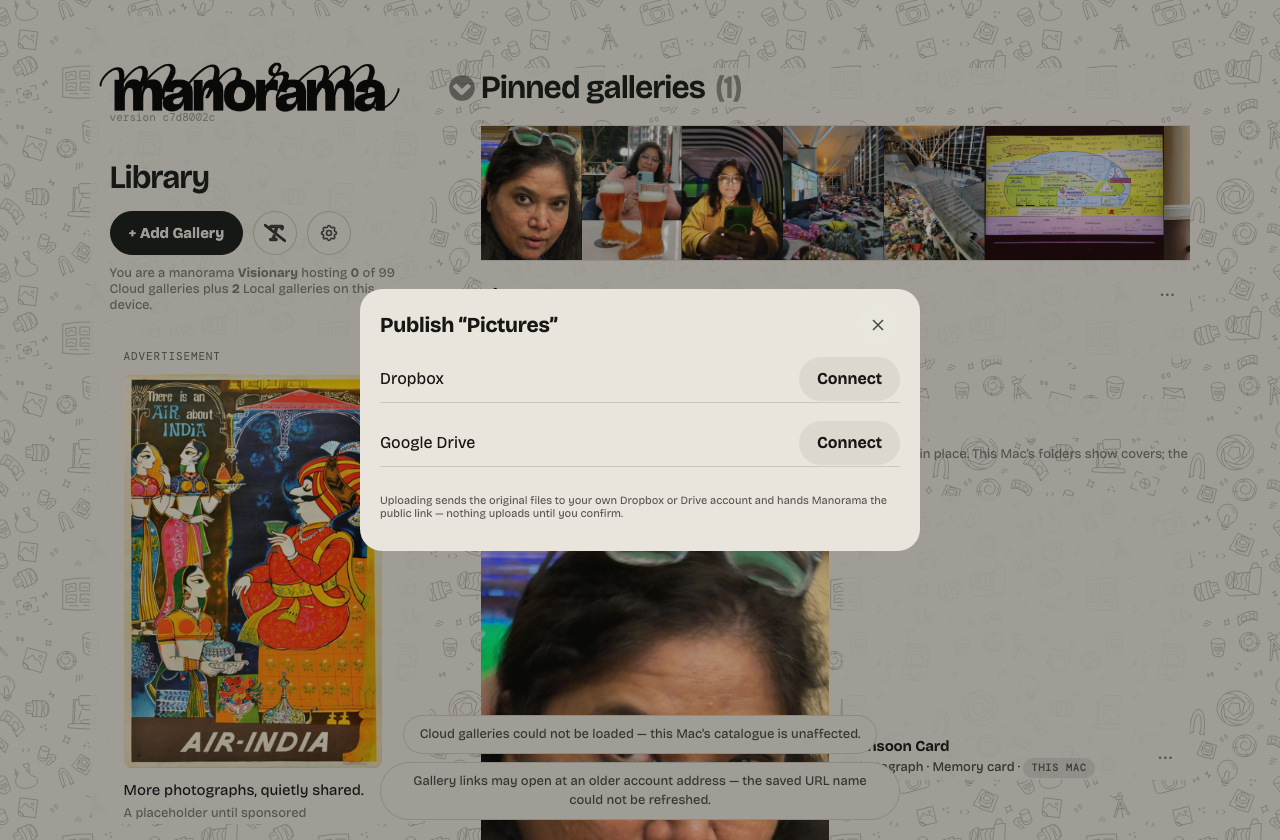 manorama
version c7d8002c
Library
+ Add Gallery
You are a manorama Visionary hosting 0 of 99
Cloud galleries plus 2 Local galleries on this
device.
ADVERTISEMENT
There is an
AIR about
INDIA
AIR-INDIA
More photographs, quietly shared.
A placeholder until sponsored
Pinned galleries (1)
Publish “Pictures”
Dropbox
Connect
Google Drive
Connect
Uploading sends the original files to your own Dropbox or Drive account and hands Manorama the
public link — nothing uploads until you confirm.
in place. This Mac’s folders show covers; the
Cloud galleries could not be loaded — this Mac’s catalogue is unaffected.
Card
Memory card · THIS MAC
Gallery links may open at an older account address — the saved URL name
could not be refreshed.